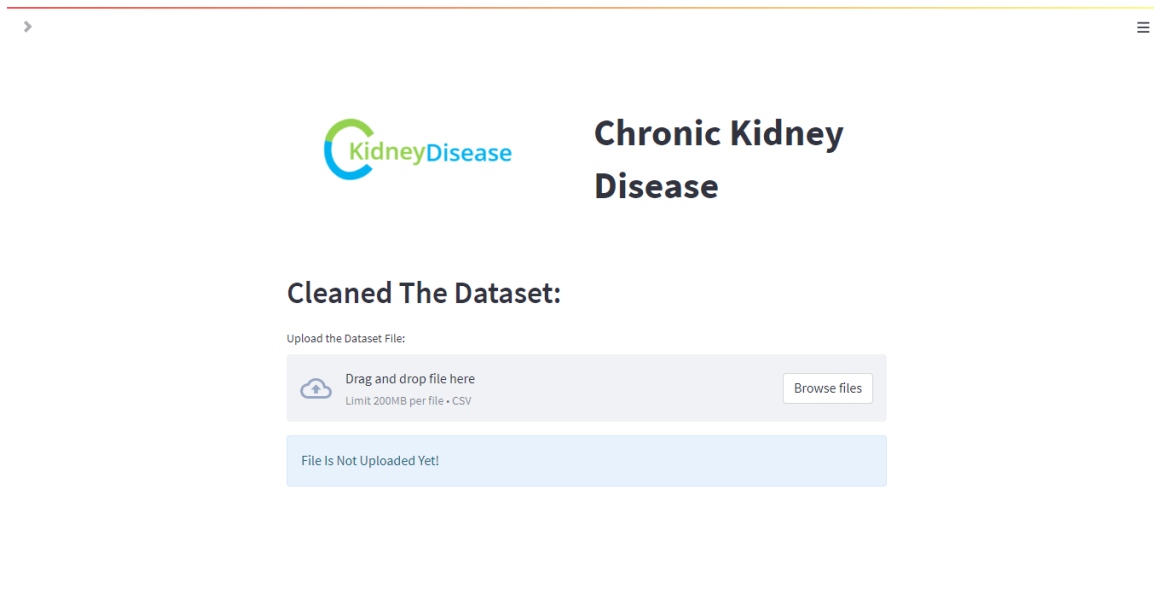 KidneyDisease
Chronic Kidney
Disease
Cleaned The Dataset:
Upload the Dataset File:
Drag and drop file here
Limit 200MB per file • CSV
Browse files
File Is Not Uploaded Yet!